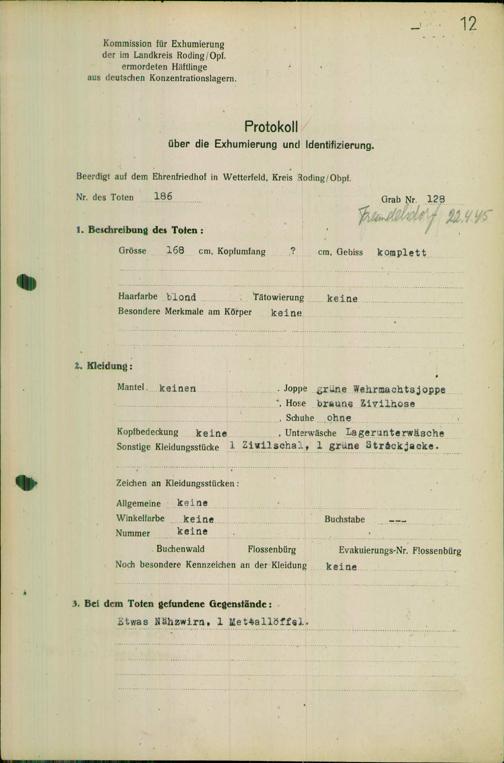 12
Kommission für Exhumierung
der im Landkreis Roding/Opf.
ermordeten Häftlinge
aus deutschen Konzentrationslagern.
Protokoll
über die Exhumierung und Identifizierung.
Beerdigt auf dem Ehrenfriedhof in Wetterfeld, Kreis Roding/Obpf.
Nr. des Toten 186 Grab Nr. 128
22.4.45
1. Beschreibung des Toten:
Grösse 168 cm, Kopfumfang ? cm, Gebiss komplett
Haarfarbe blond Tätowierung keine
Besondere Merkmale am Körper keine
2. Kleidung:
Mantel keinen , Joppe grüne Wehrmachtsjoppe
, Hose braune Zivilhose
, Schuhe ohne
Kopfbedeckung keine , Unterwäsche Lagerunterwäsche
Sonstige Kleidungsstücke 1 Zivilschal, 1 grüne Strickjacke.
Zeichen an Kleidungsstücken:
Allgemeine keine
Winkelfarbe keine Buchstabe ---
Nummer keine
Buchenwald Flossenbürg Evakuierungs-Nr. Flossenbürg
Noch besondere Kennzeichen an der Kleidung keine
3. Bei dem Toten gefundene Gegenstände:
Etwas Nähzwirn, 1 Metallöffel.